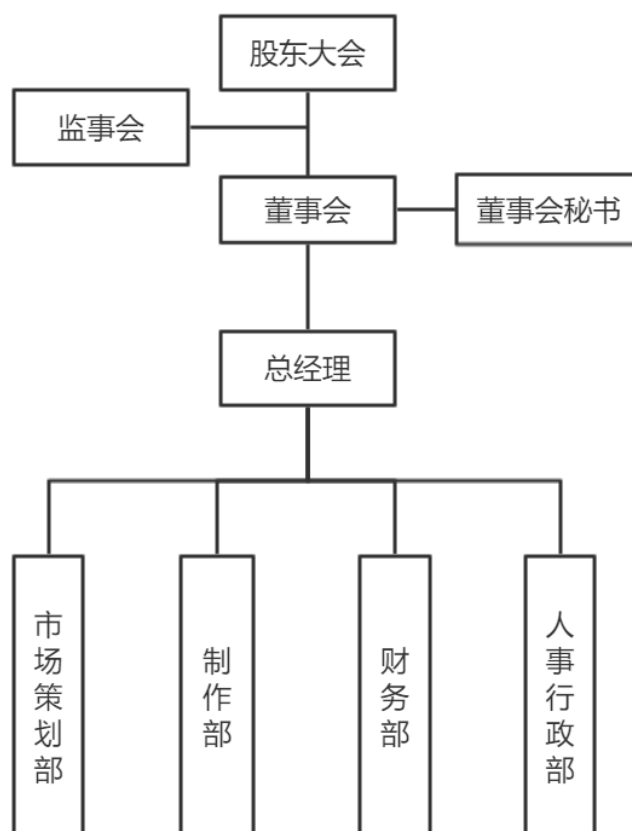 股东大会
监事会
董事会
董事会秘书
总经理
市场策划部
制作部
财务部
人事行政部